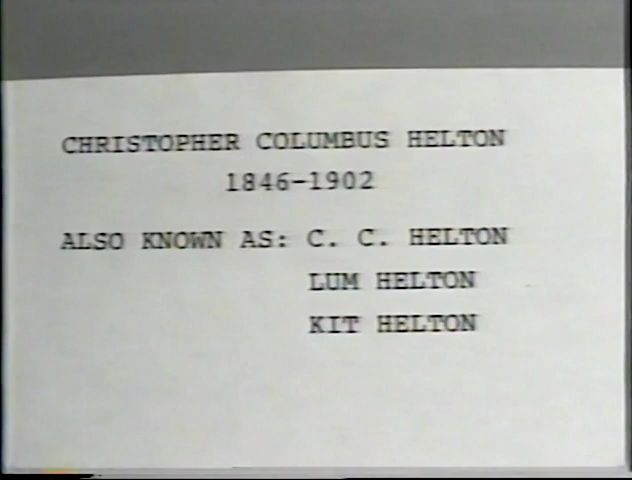 CHRISTOPHER COLUMBUS HELTON
1846-1902
ALSO KNOWN AS: C. C. HELTON
LUM HELTON
KIT HELTON